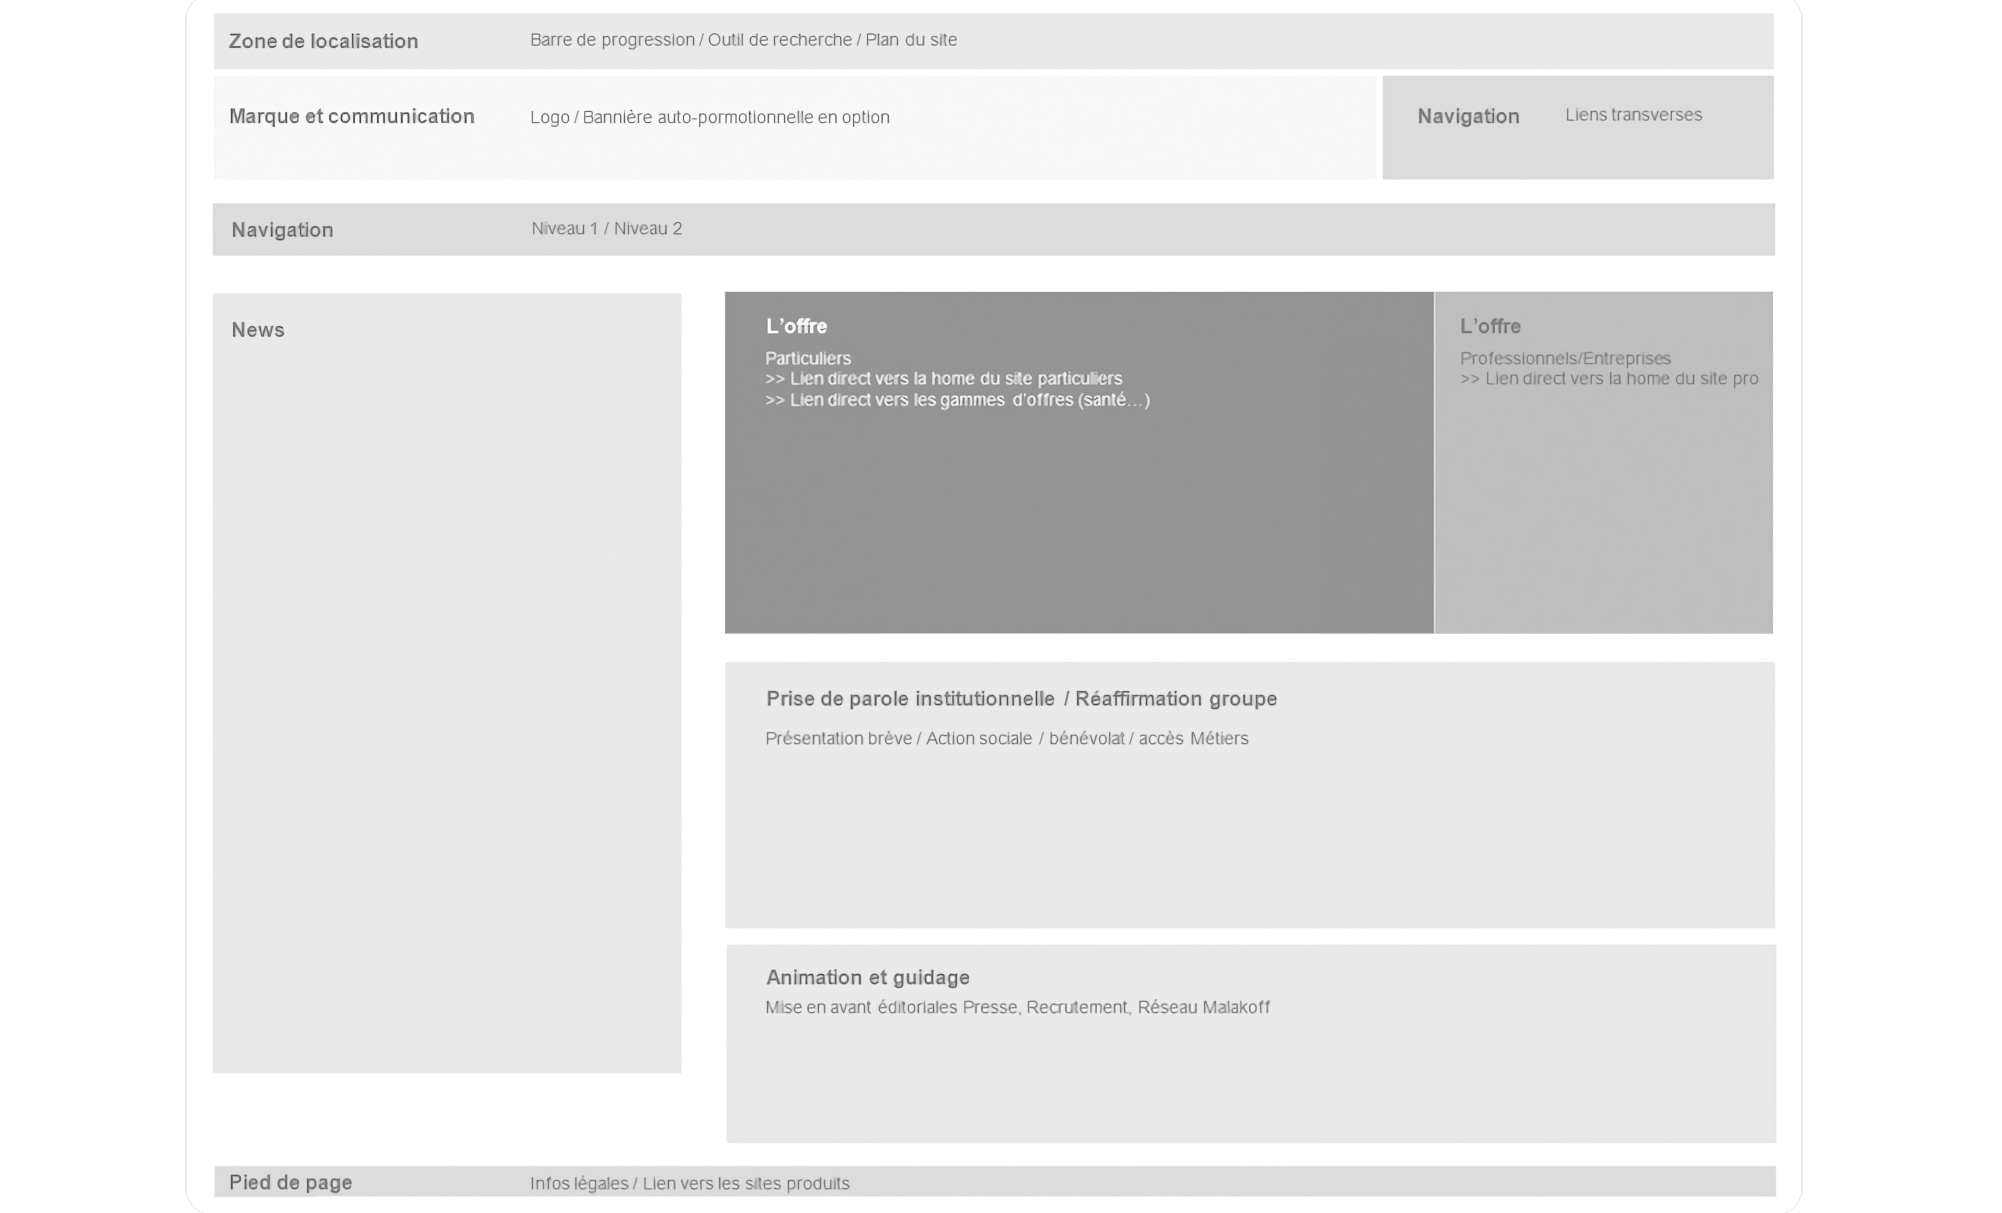 Zone de localisation Barre de progression / Outil de recherche / Plan du site
Marque et communication Logo / Bannière auto-pormotionnelle en option
Navigation Liens transverses
Navigation Niveau 1 / Niveau 2
News
L'offre
Particuliers
>> Lien direct vers la home du site particuliers
>> Lien direct vers les gammes d'offres (santé…)
L'offre
Professionnels/Entreprises
>> Lien direct vers la home du site pro
Prise de parole institutionnelle / Réaffirmation groupe
Présentation brève / Action sociale / bénévolat / accès Métiers
Animation et guidage
Mise en avant éditoriales Presse, Recrutement, Réseau Malakoff
Pied de page Infos légales / Lien vers les sites produits